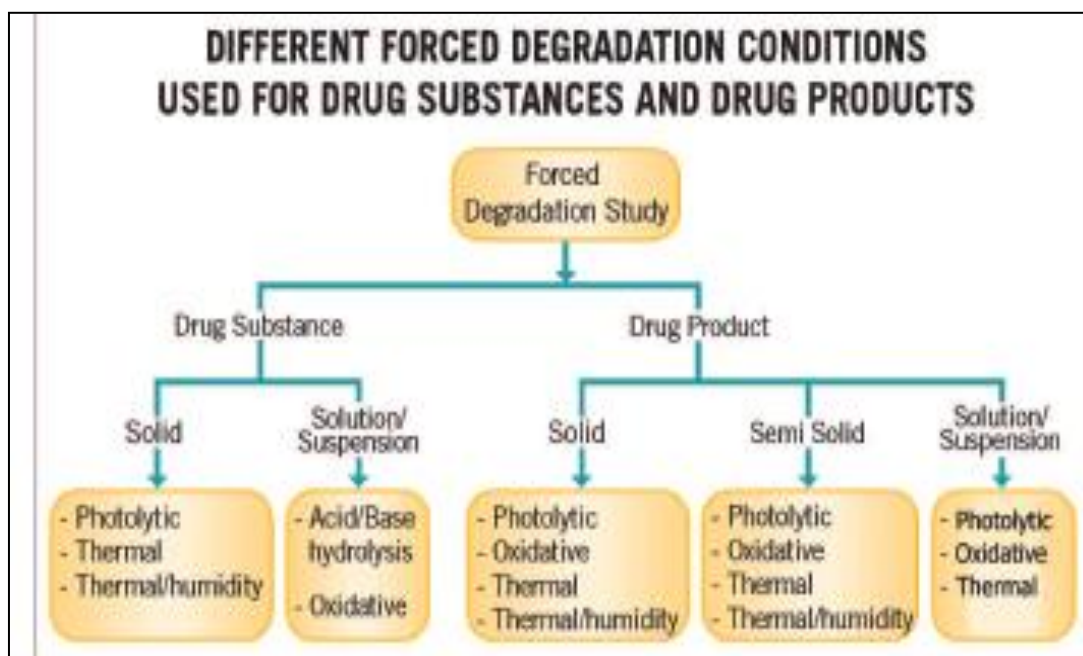 DIFFERENT FORCED DEGRADATION CONDITIONS
USED FOR DRUG SUBSTANCES AND DRUG PRODUCTS
Forced
Degradation Study
Drug Substance
Drug Product
Solid
Solution/
Suspension
Solid
Semi Solid
Solution/
Suspension
- Photolytic
- Thermal
- Thermal/humidity
- Acid/Base
hydrolysis
- Oxidative
- Photolytic
- Oxidative
- Thermal
- Thermal/humidity
- Photolytic
- Oxidative
- Thermal
- Thermal/humidity
- Photolytic
- Oxidative
- Thermal